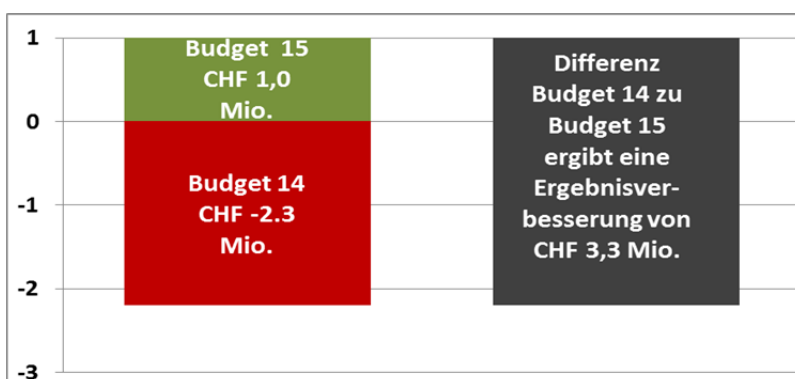 1
0
-1
-2
-3
Budget 15
CHF 1,0
Mio.
Budget 14
CHF -2.3
Mio.
Differenz
Budget 14 zu
Budget 15
ergibt eine
Ergebnisver-
besserung von
CHF 3,3 Mio.